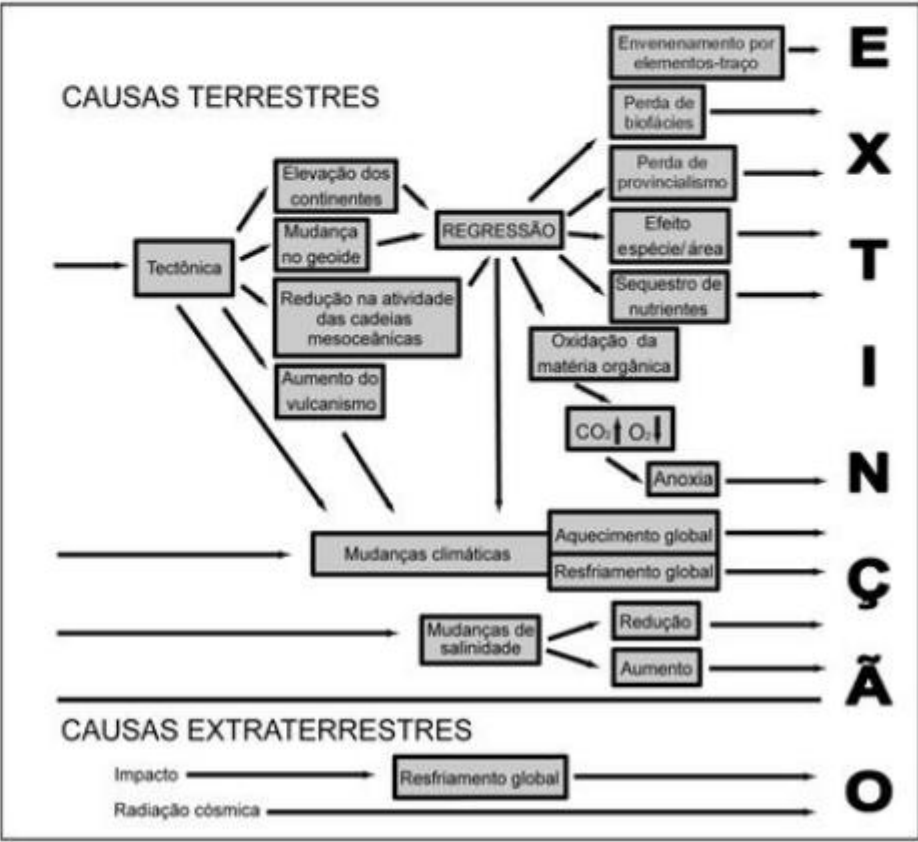 CAUSAS TERRESTRES
Envenenamento por
elementos-traço
Perda de
biofácies
Perda de
provincialismo
Efeito
espécie/área
Sequestro de
nutrientes
Elevação dos
continentes
Mudança
no geoide
REGRESSÃO
Tectônica
Redução na atividade
das cadeias
mesoceânicas
Aumento do
vulcanismo
Oxidação da
matéria orgânica
CO₂ O₂
Anoxia
Mudanças climáticas
Aquecimento global
Resfriamento global
Mudanças de
salinidade
Redução
Aumento
CAUSAS EXTRATERRESTRES
Impacto
Resfriamento global
Radiação cósmica
E
X
T
I
N
Ç
Ã
O